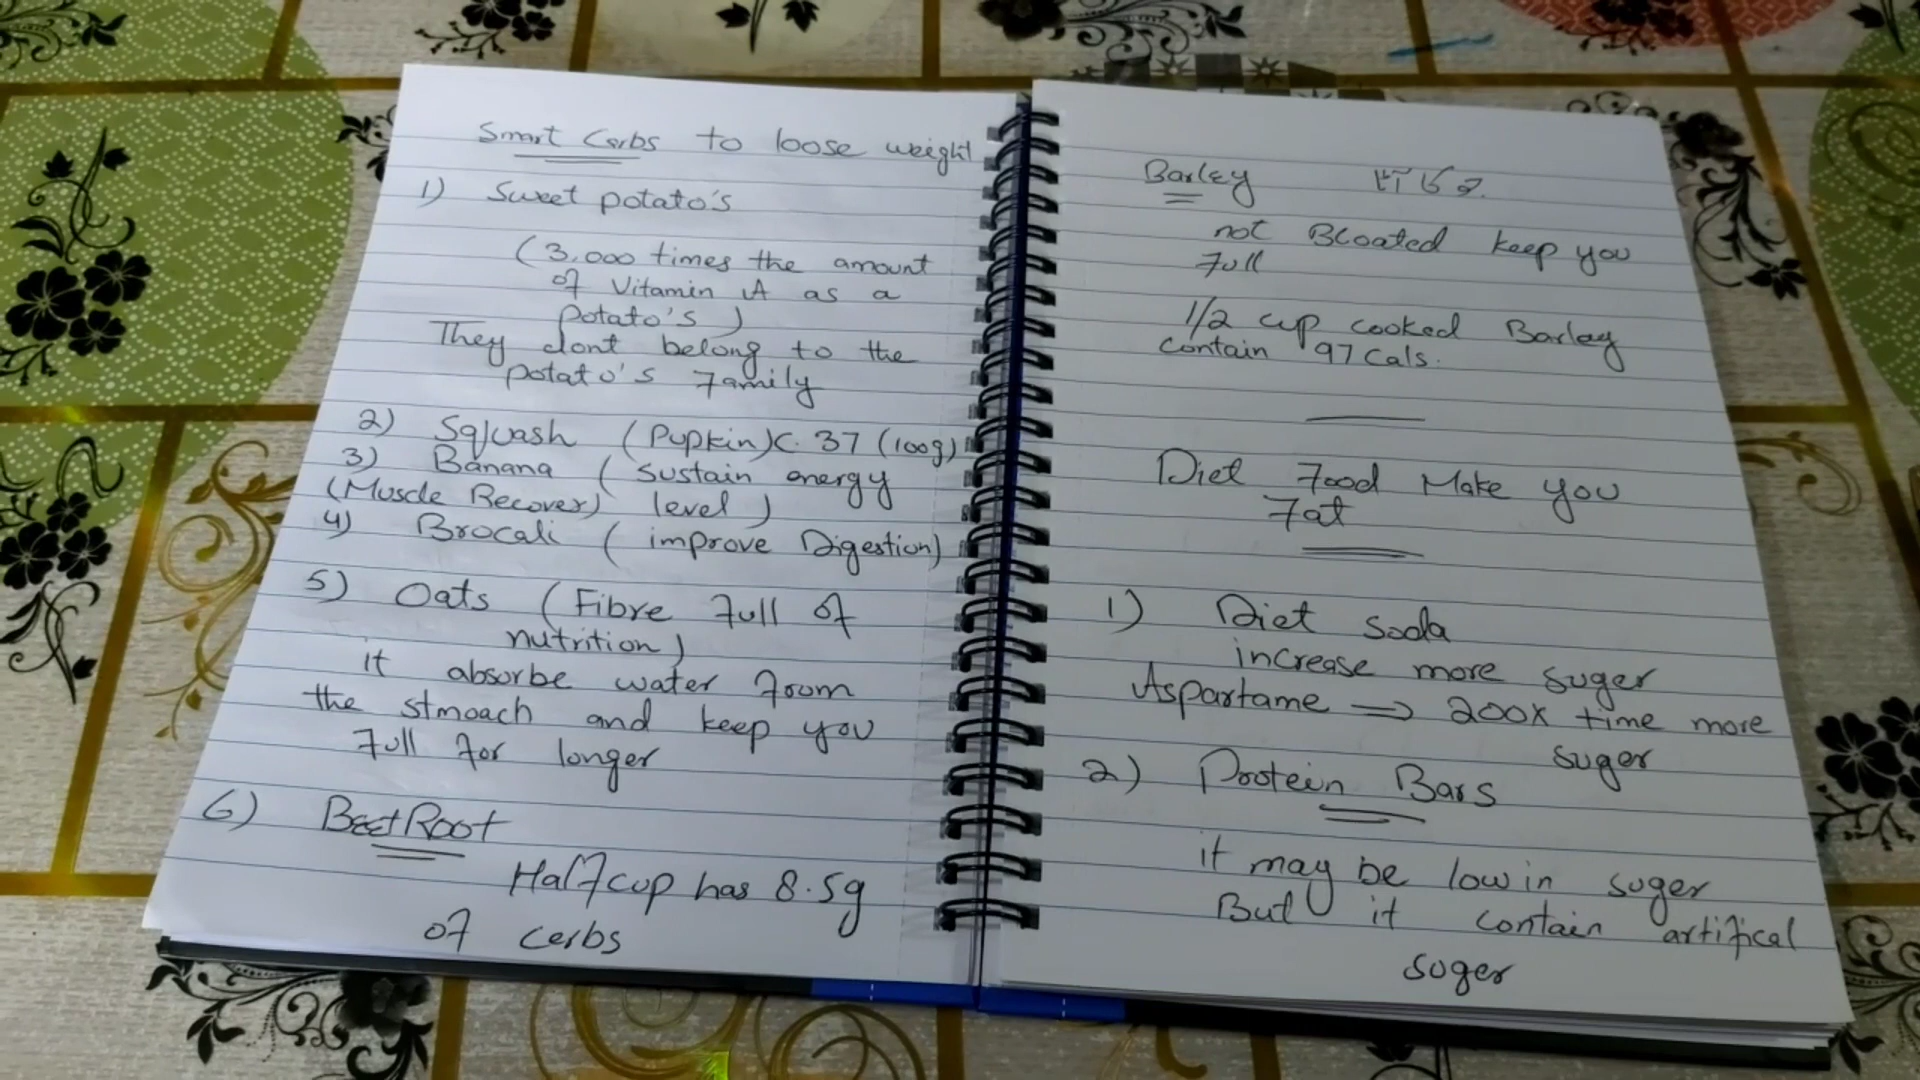 Smart Cerbs to loose weight
1) Sweet potato's
(3,000 times the amount
of Vitamin A as a
potato's)
They dont belong to the
potato's family
2) Sqluash (Pupkin)C. 37 (100g)
3) Banana (sustain energy
(Muscle Recover) level)
4) Brocali (improve Digestion)
5) Oats (Fibre full of
nutrition)
it absorbe water from
the stmoach and keep you
full for longer
6) BeetRoot
Half cup has 8.5g
of cerbs
Barley
not Bloated keep you
full
1/2 cup cooked Barley
contain 97 Cals.
Diet food Make you
fat
1) Diet soda
increase more suger
Aspartame ⇒ 200x time more
suger
2) Protein Bars
it may be low in suger
But it contain artifical
suger